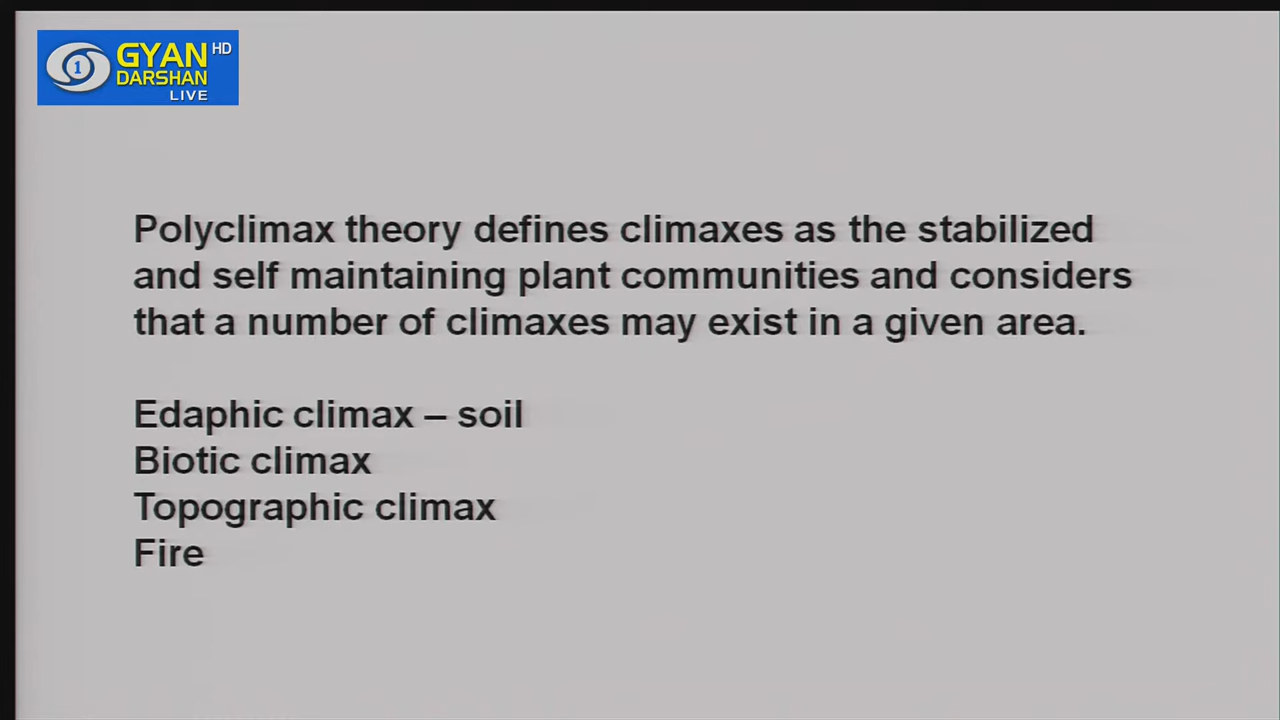 GYAN HD
DARSHAN
LIVE
1
Polyclimax theory defines climaxes as the stabilized
and self maintaining plant communities and considers
that a number of climaxes may exist in a given area.
Edaphic climax – soil
Biotic climax
Topographic climax
Fire